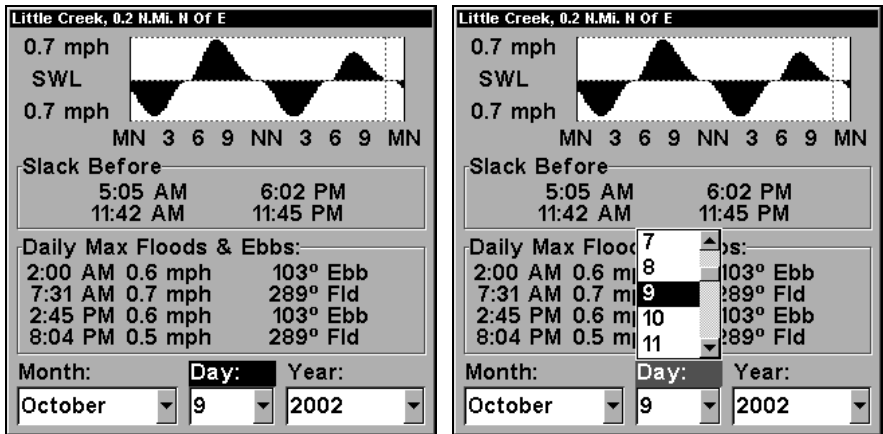 Little Creek, 0.2 N.Mi. N Of E
0.7 mph
SWL
0.7 mph
MN 3 6 9 NN 3 6 9 MN
Slack Before
5:05 AM 6:02 PM
11:42 AM 11:45 PM
Daily Max Floods & Ebbs:
2:00 AM 0.6 mph 103º Ebb
7:31 AM 0.7 mph 289º Fld
2:45 PM 0.6 mph 103º Ebb
8:04 PM 0.5 mph 289º Fld
Month: Day: Year:
October 9 2002
Little Creek, 0.2 N.Mi. N Of E
0.7 mph
SWL
0.7 mph
MN 3 6 9 NN 3 6 9 MN
Slack Before
5:05 AM 6:02 PM
11:42 AM 11:45 PM
Daily Max Floo bs:
2:00 AM 0.6 m 103º Ebb
7:31 AM 0.7 m 289º Fld
2:45 PM 0.6 m 103º Ebb
8:04 PM 0.5 m 289º Fld
7
8
9
10
11
Month: Day: Year:
October 9 2002